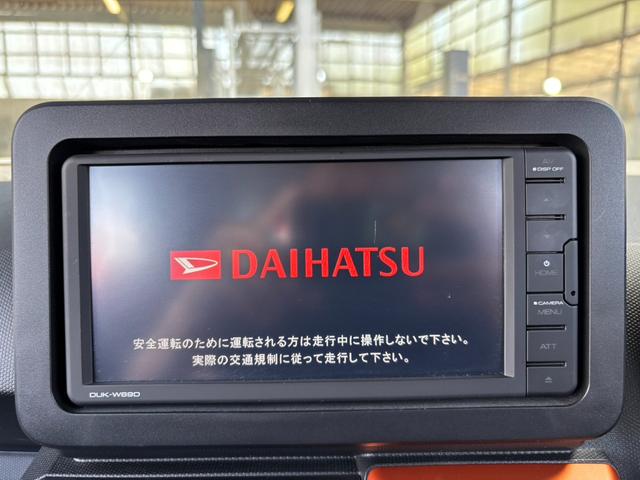 AV
●DISP OFF
DAIHATSU
HOME
●CAMERA
MENU
安全運転のために運転される方は走行中に操作しないで下さい。
実際の交通規制に従って走行して下さい。
ATT
DUK-W69D